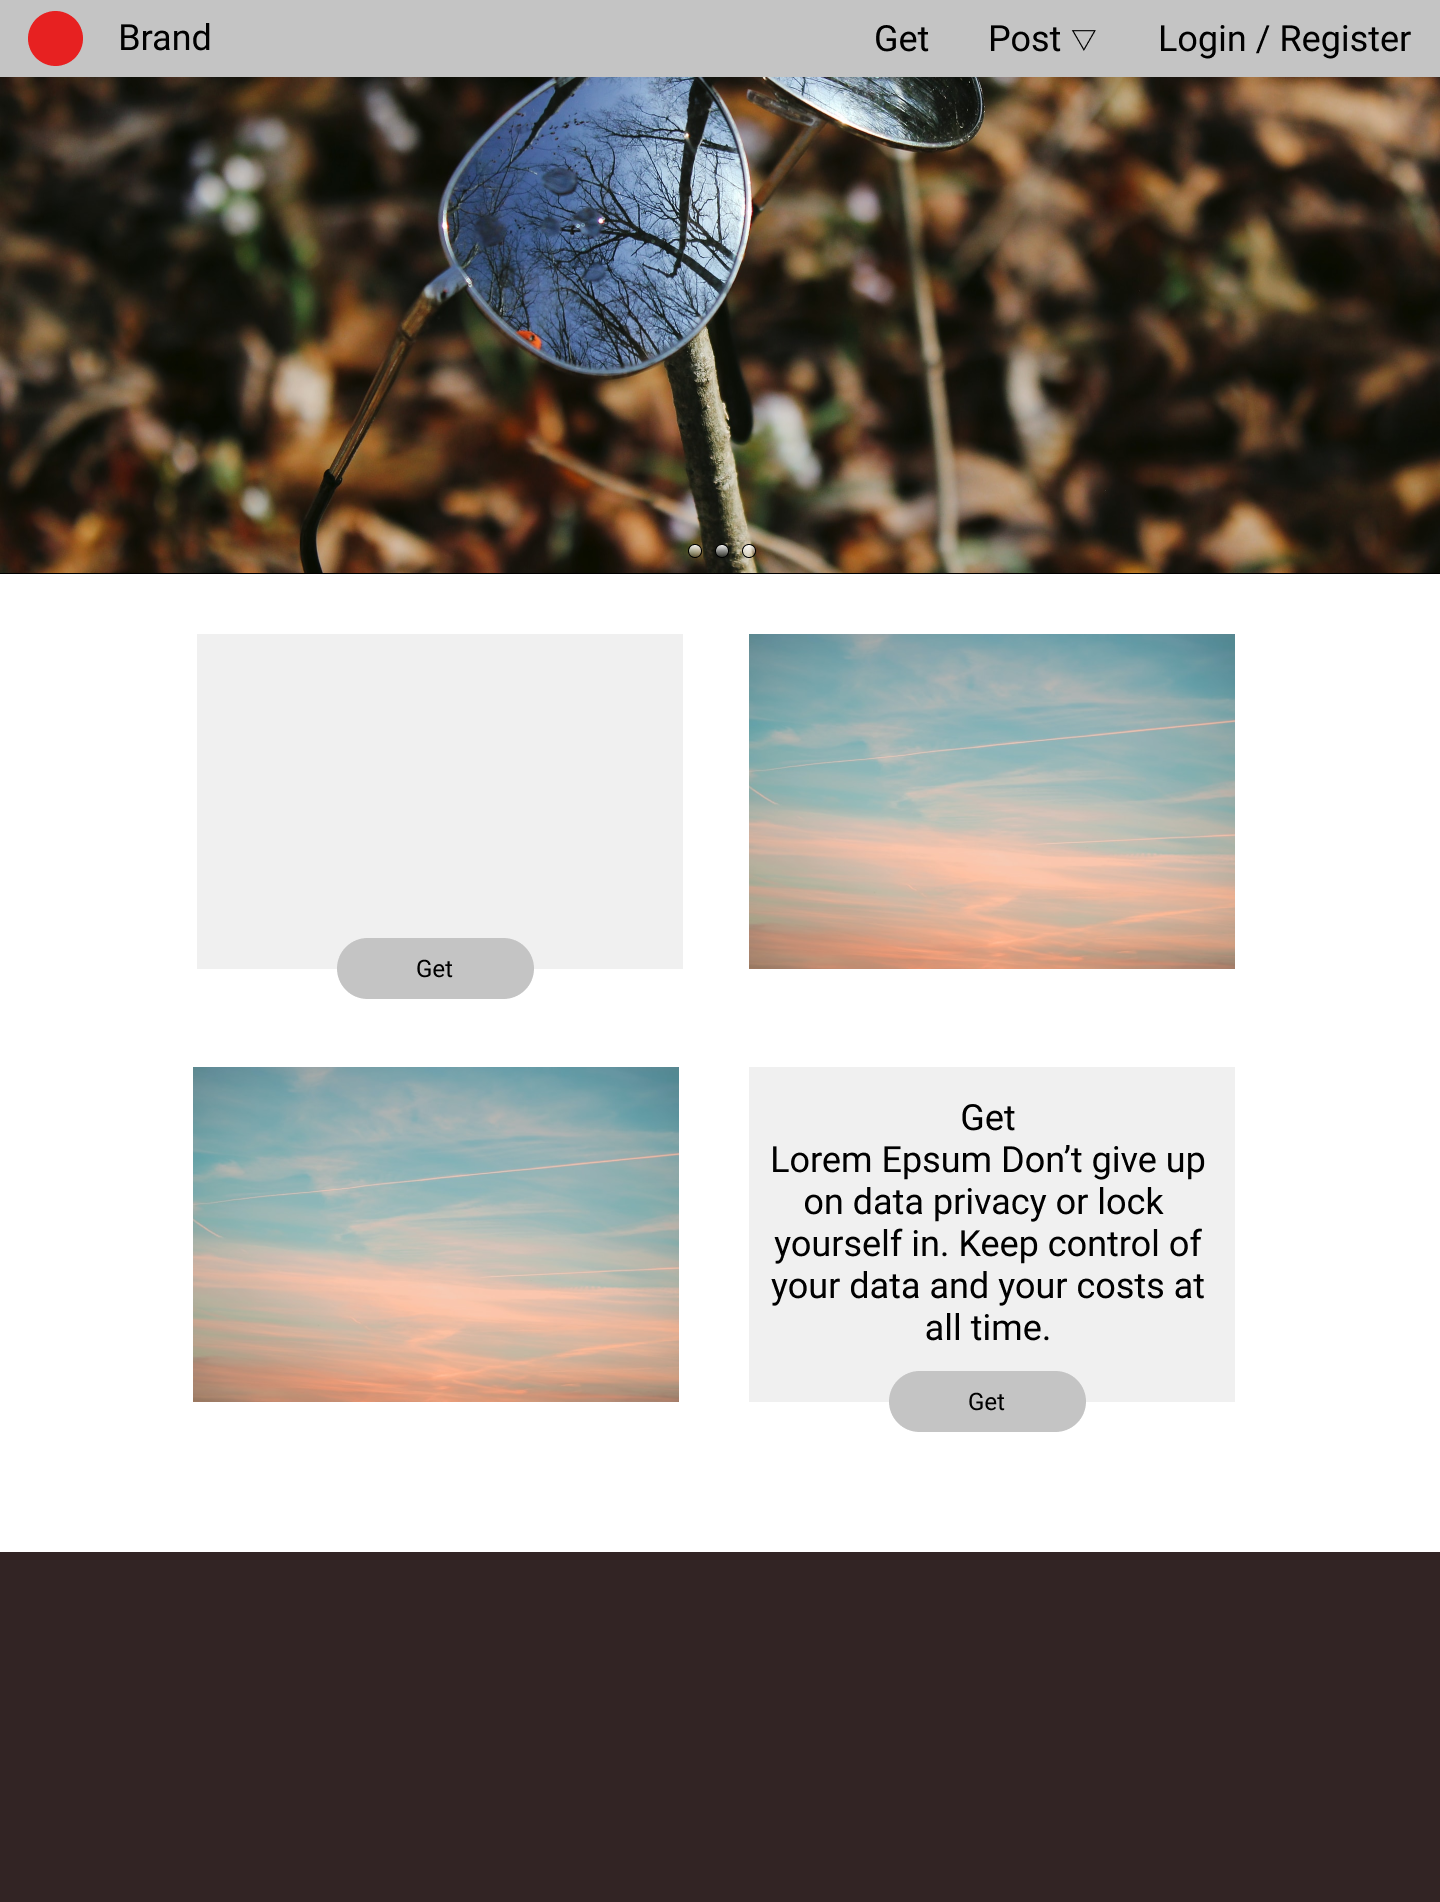 Brand
Get
Post ▽
Login / Register
Get
Get
Lorem Epsum Don’t give up
on data privacy or lock
yourself in. Keep control of
your data and your costs at
all time.
Get